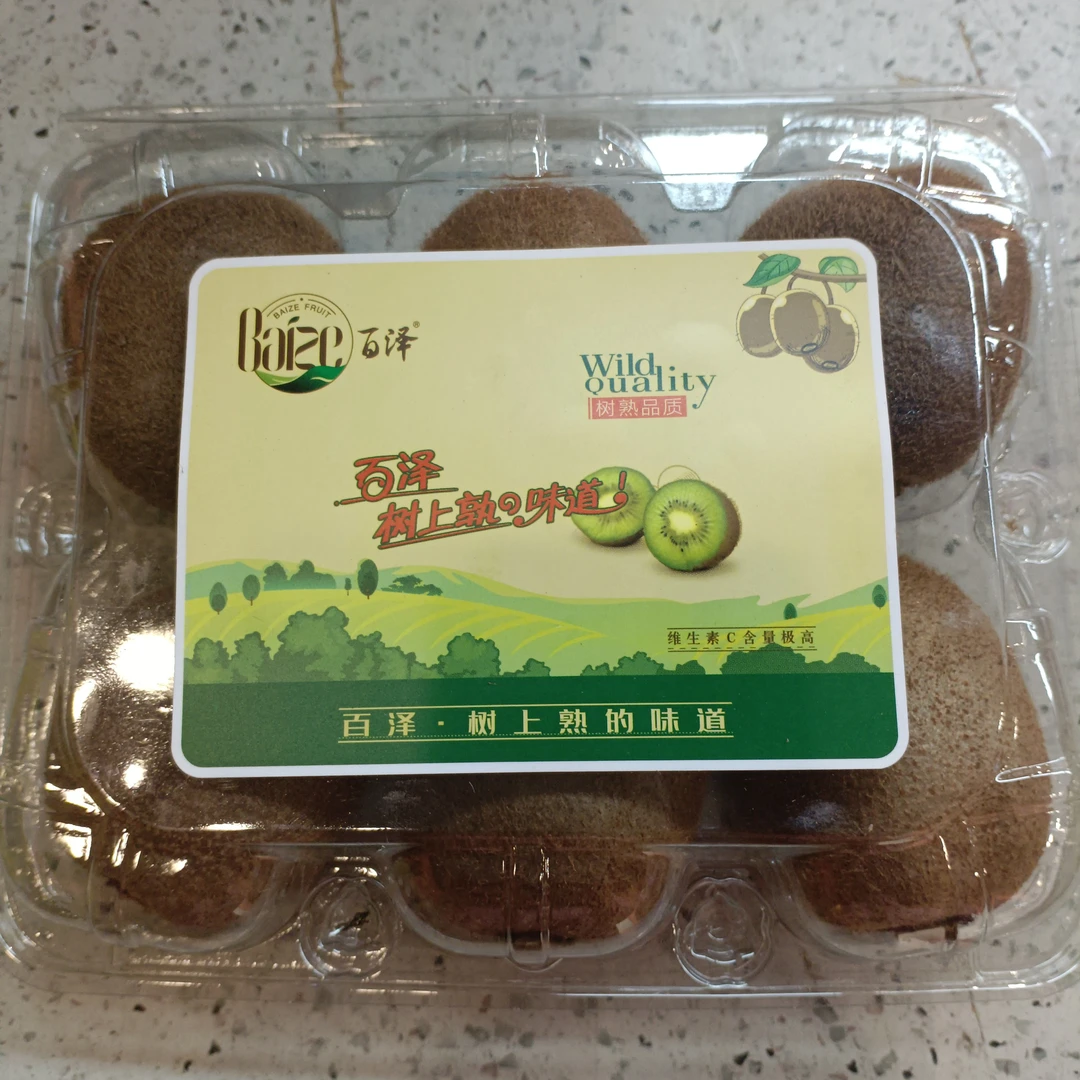 BAIZE FRUIT
Baize 百泽®
Wild
quality
树熟品质
百泽
树上熟の味道!
维生素C含量极高
百泽·树上熟的味道